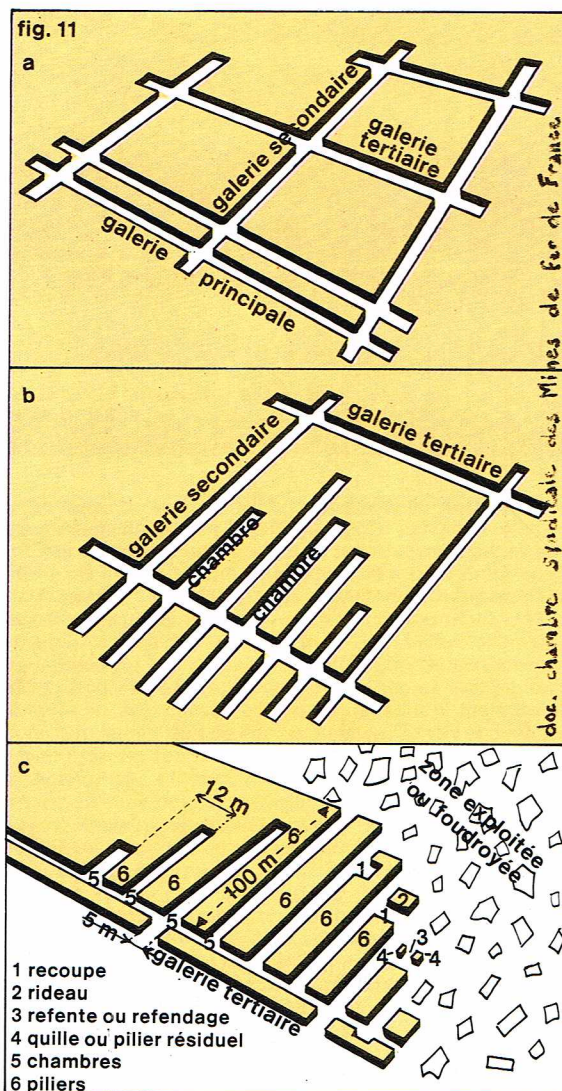 fig. 11
a
galerie secondaire
galerie
tertiaire
galerie
principale
b
galerie secondaire
galerie tertiaire
chambre
chambre
c
12 m
100 m
5 m
zone exploitée
ou foudroyée
galerie tertiaire
5
5
5
5
6
6
6
6
6
6
1
1
2
3
4
4
1 recoupe
2 rideau
3 refente ou refendage
4 quille ou pilier résiduel
5 chambres
6 piliers
doc. chambre syndicale des Mines de fer de France